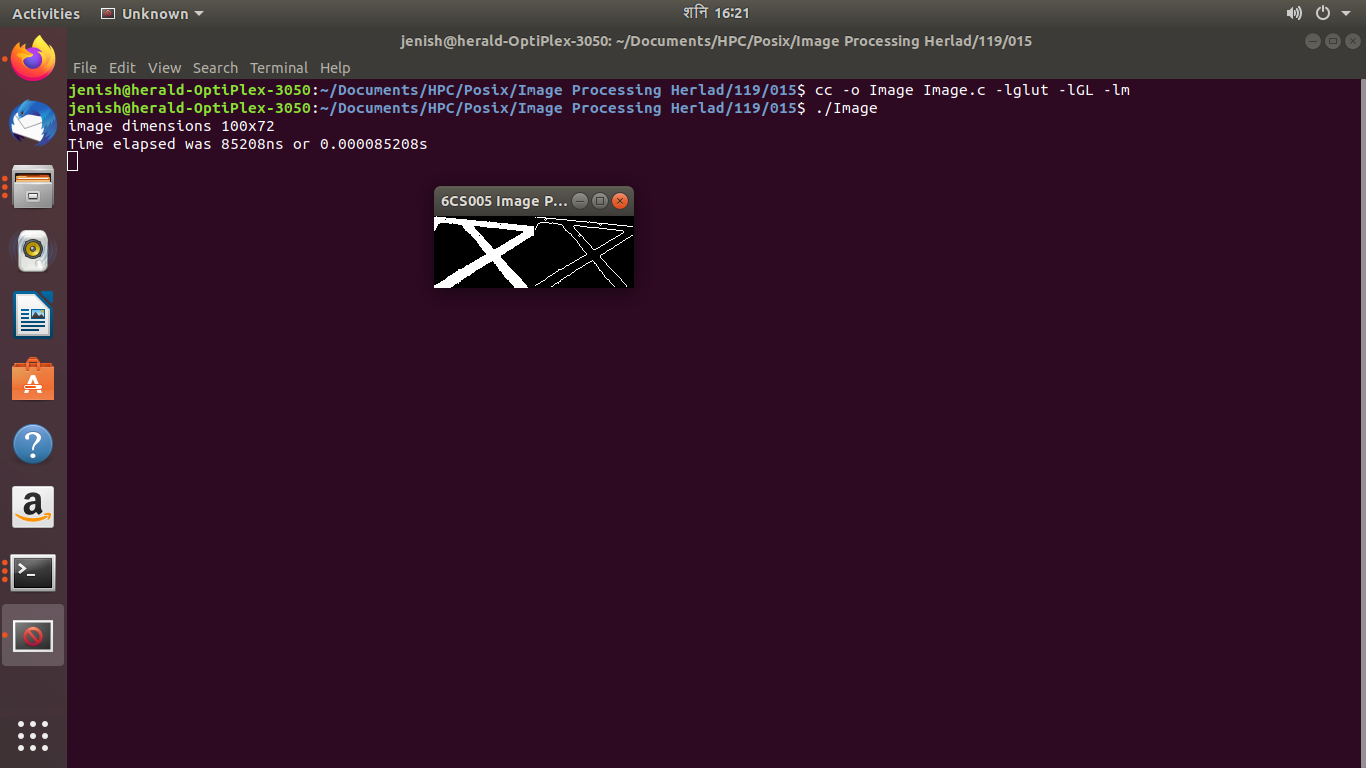 Activities Unknown शनि 16:21
jenish@herald-OptiPlex-3050: ~/Documents/HPC/Posix/Image Processing Herlad/119/015
File Edit View Search Terminal Help
jenish@herald-OptiPlex-3050:~/Documents/HPC/Posix/Image Processing Herlad/119/015$ cc -o Image Image.c -lglut -lGL -lm
jenish@herald-OptiPlex-3050:~/Documents/HPC/Posix/Image Processing Herlad/119/015$ ./Image
image dimensions 100x72
Time elapsed was 85208ns or 0.000085208s
6CS005 Image P...